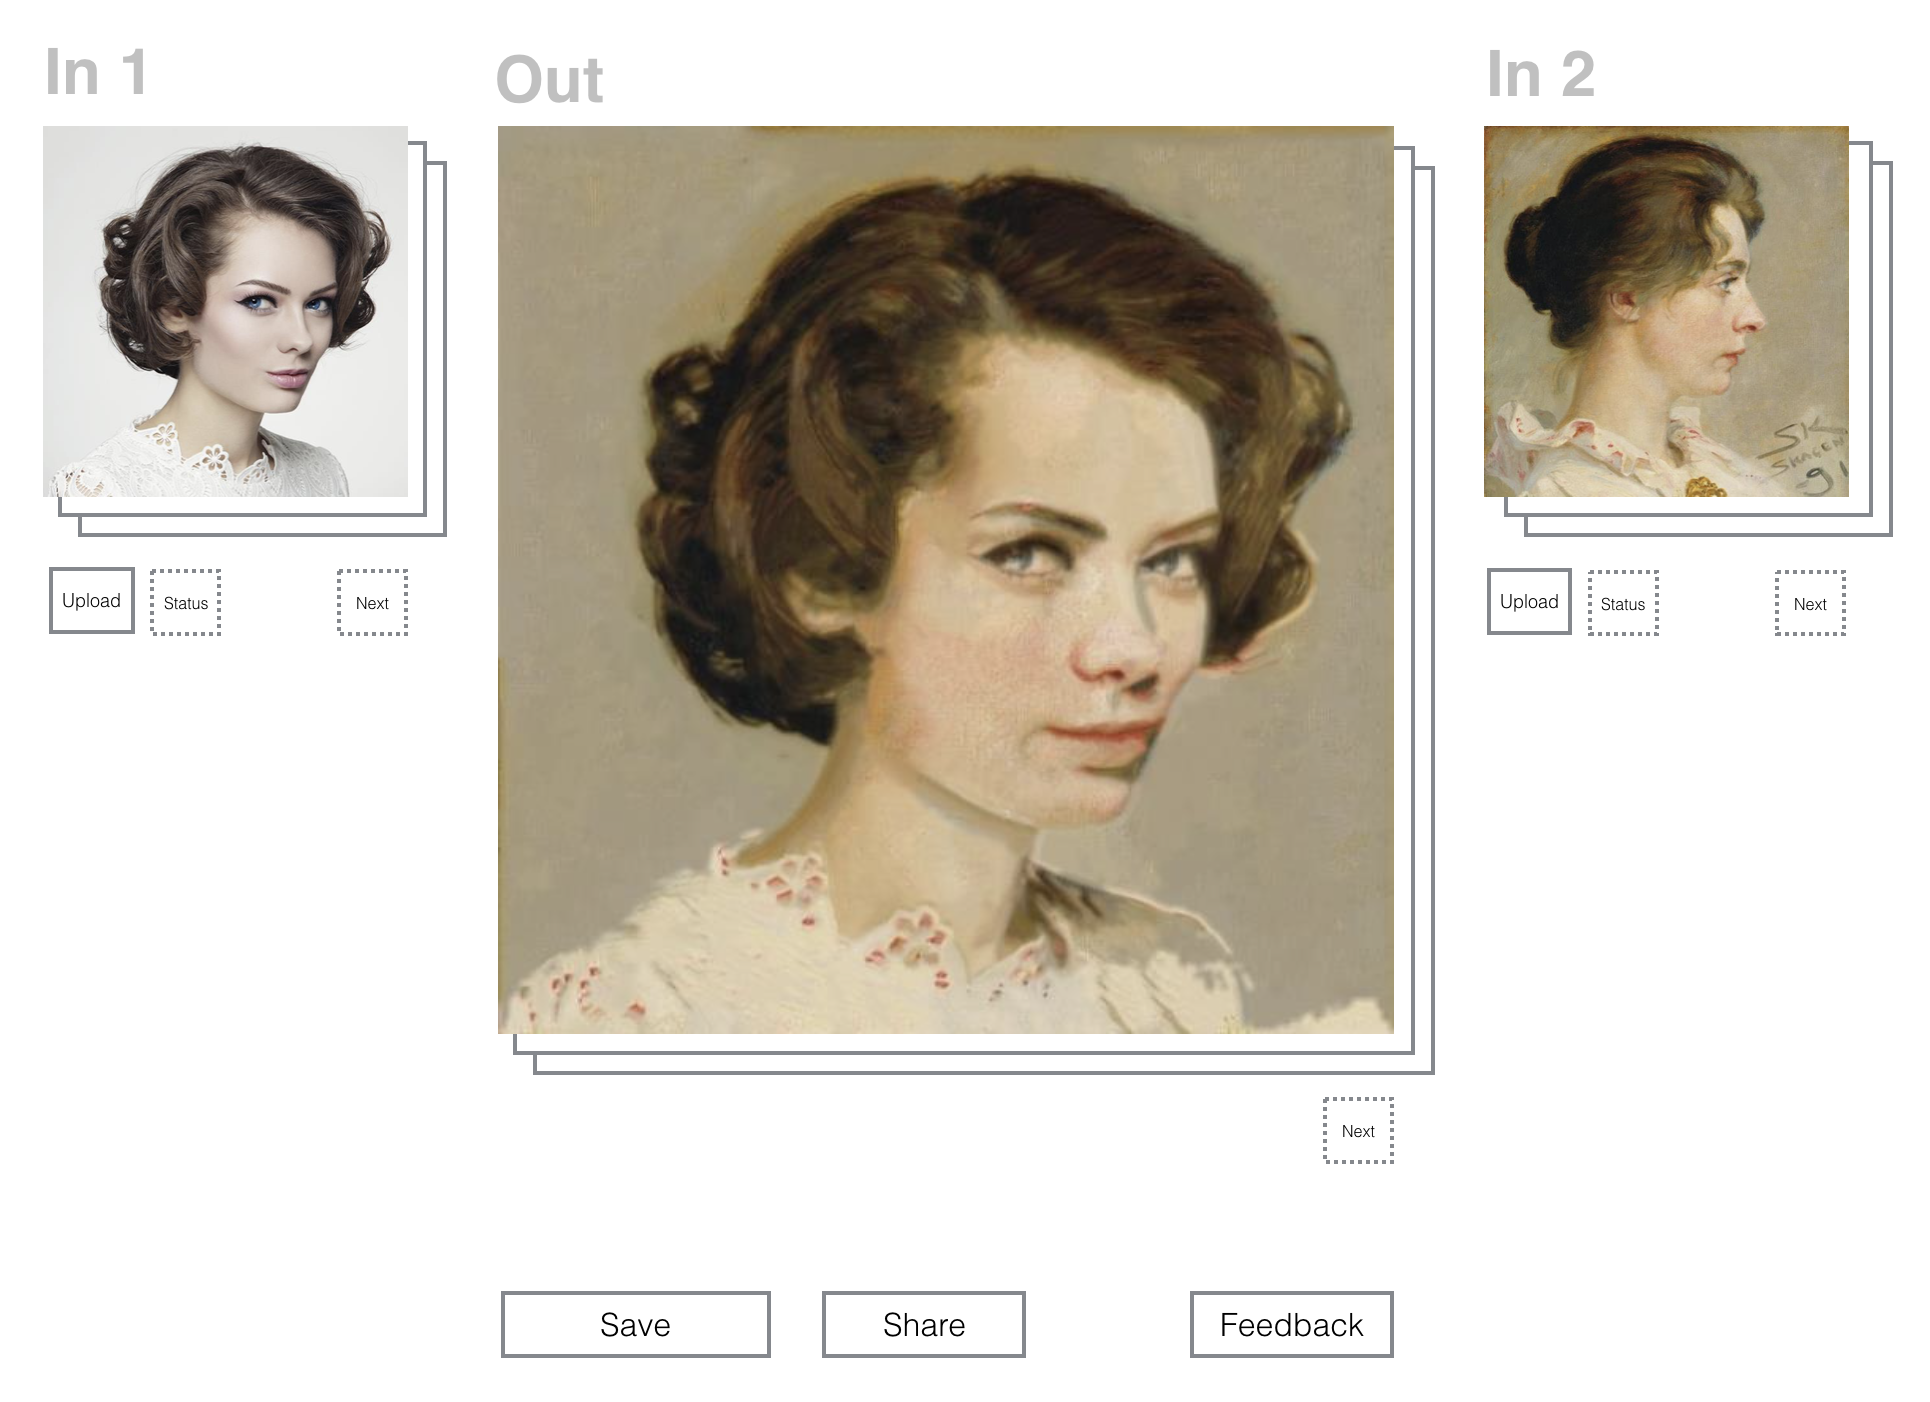 In 1
Out
In 2
SK
SKAGEN
91
Upload
Status
Next
Upload
Status
Next
Next
Save
Share
Feedback